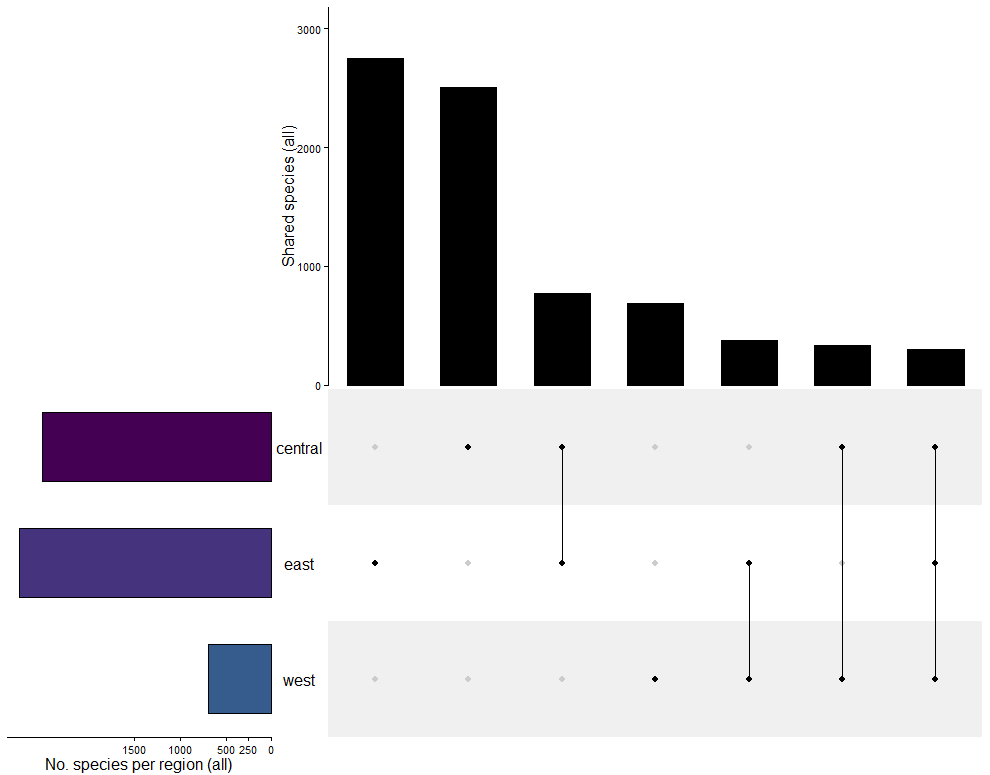 3000
2000
1000
0
Shared species (all)
central
east
west
1500 1000 500 250 0
No. species per region (all)